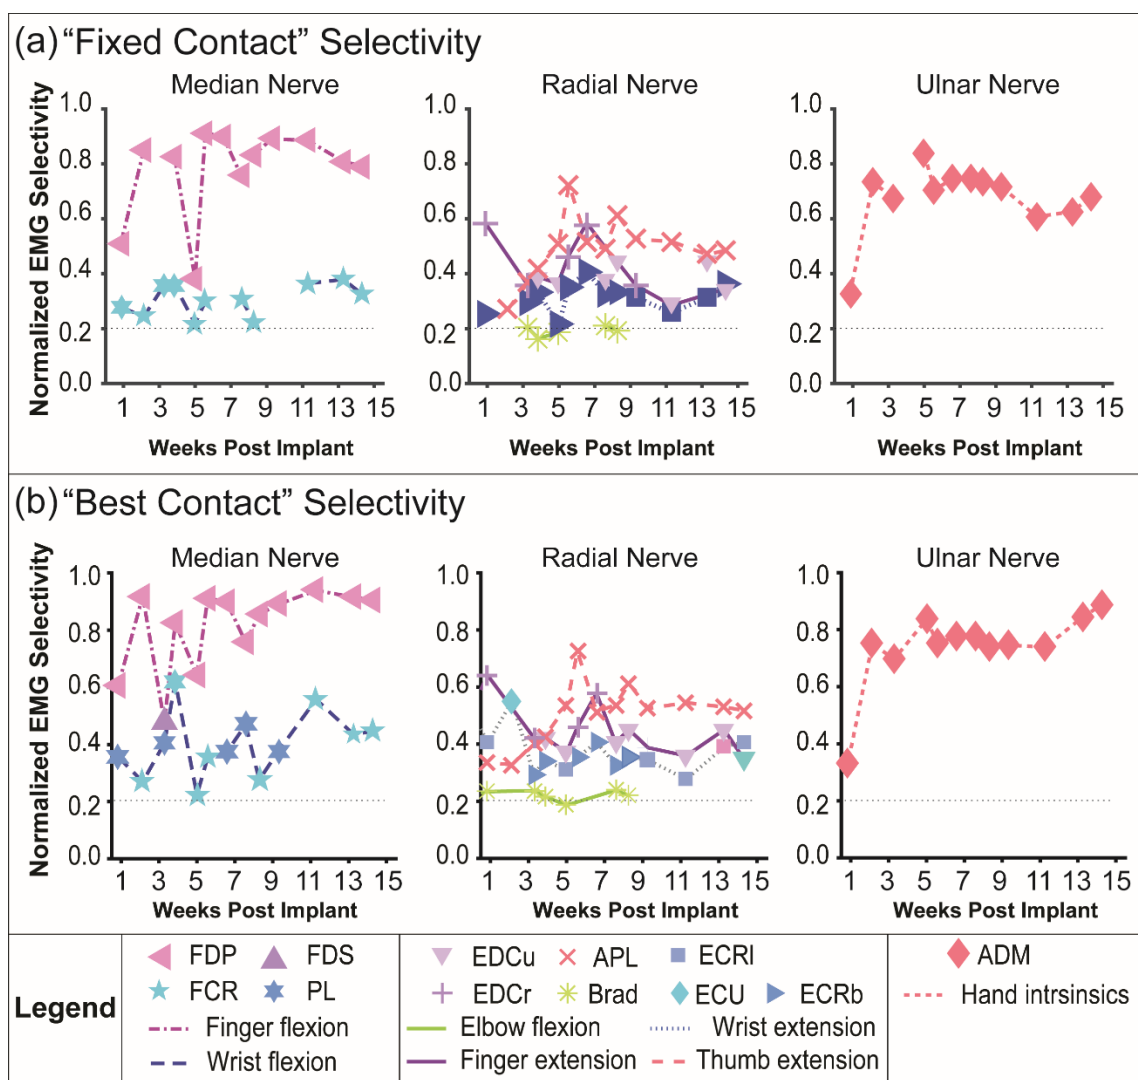 (a) “Fixed Contact” Selectivity
Median Nerve
Radial Nerve
Ulnar Nerve
Normalized EMG Selectivity
1.0
0.8
0.6
0.4
0.2
0.0
1 3 5 7 9 11 13 15
Weeks Post Implant
1.0
0.8
0.6
0.4
0.2
0.0
1 3 5 7 9 11 13 15
Weeks Post Implant
1.0
0.8
0.6
0.4
0.2
0.0
1 3 5 7 9 11 13 15
Weeks Post Implant
(b) “Best Contact” Selectivity
Median Nerve
Radial Nerve
Ulnar Nerve
Normalized EMG Selectivity
1.0
0.8
0.6
0.4
0.2
0.0
1 3 5 7 9 11 13 15
Weeks Post Implant
1.0
0.8
0.6
0.4
0.2
0.0
1 3 5 7 9 11 13 15
Weeks Post Implant
1.0
0.8
0.6
0.4
0.2
0.0
1 3 5 7 9 11 13 15
Weeks Post Implant
Legend
FDP FDS
FCR PL
Finger flexion
Wrist flexion
EDCu APL ECRl
EDCr Brad ECU ECRb
Elbow flexion Wrist extension
Finger extension Thumb extension
ADM
Hand intrsinsics